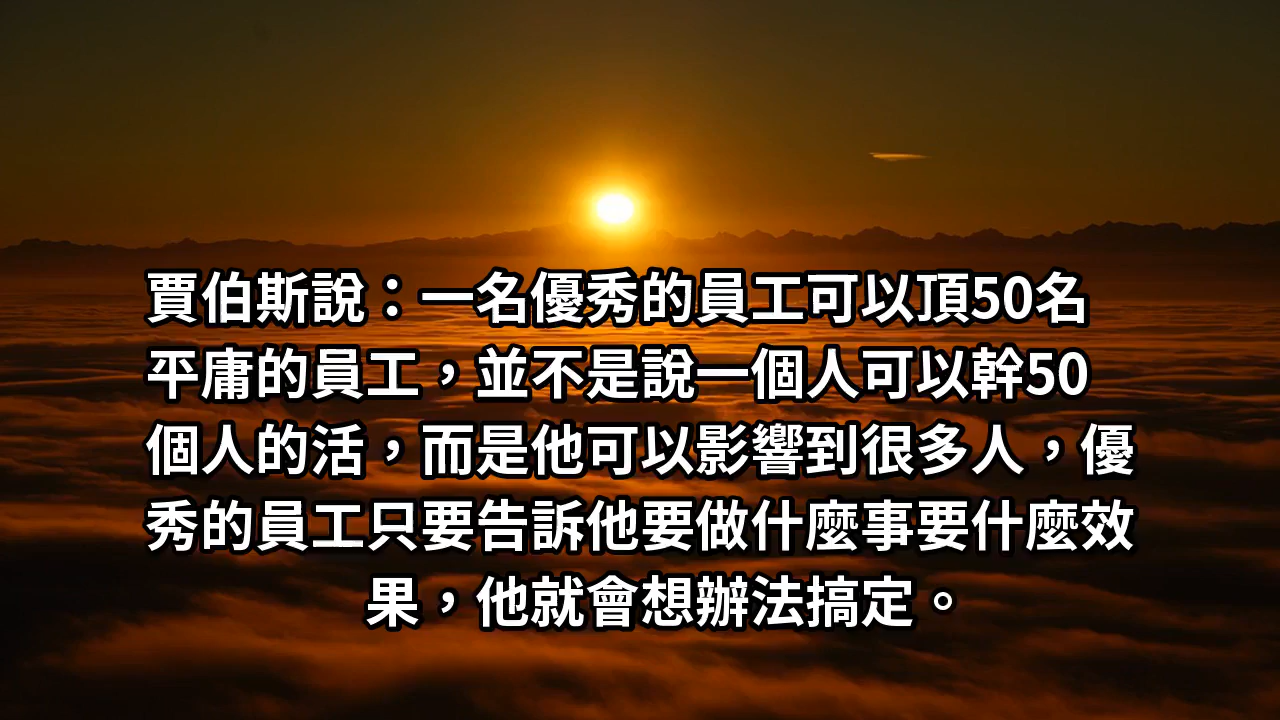 賈伯斯說：一名優秀的員工可以頂50名
平庸的員工，並不是說一個人可以幹50
個人的活，而是他可以影響到很多人，優
秀的員工只要告訴他要做什麼事要什麼效
果，他就會想辦法搞定。